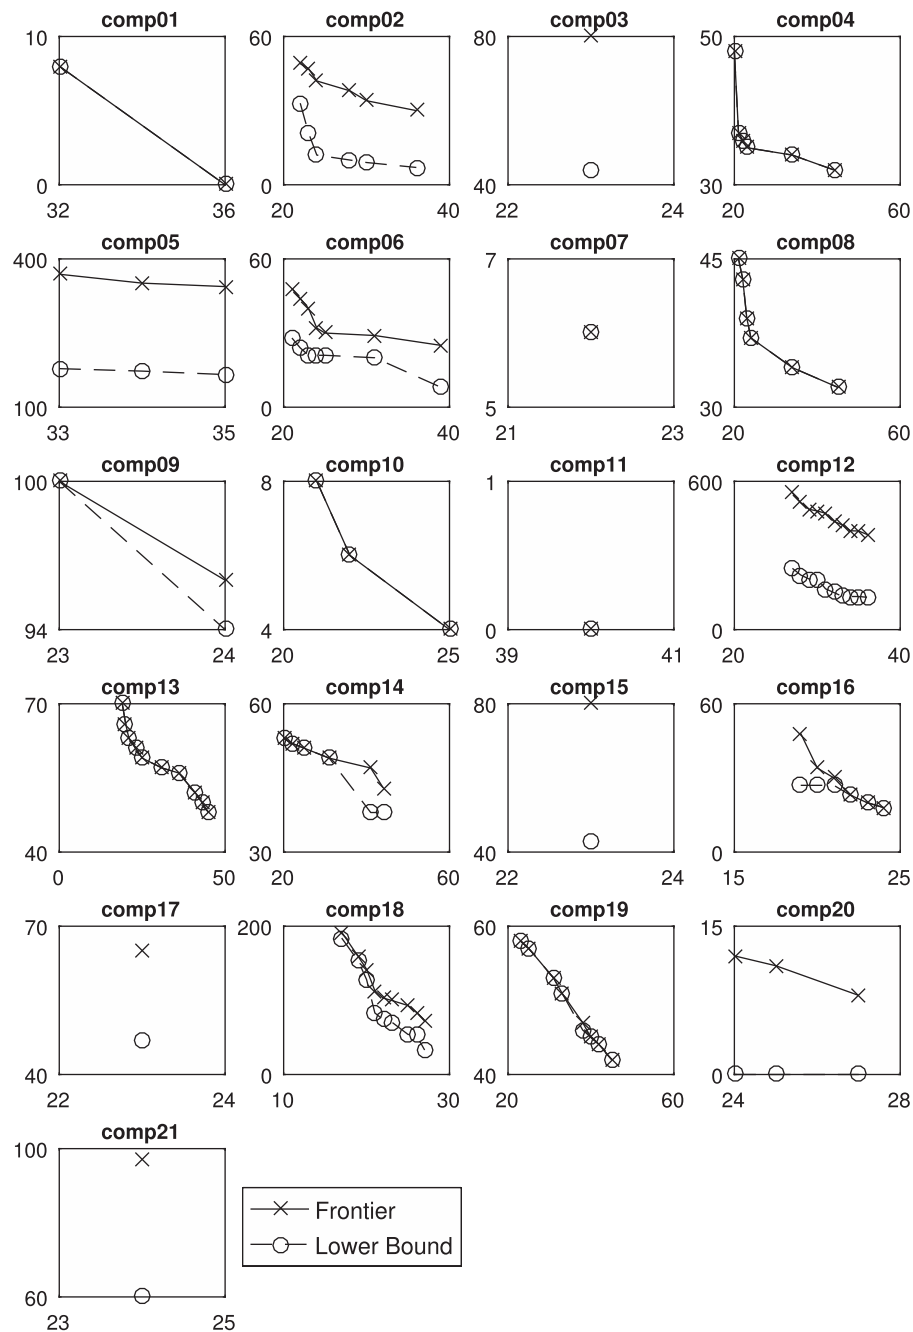 comp01 comp02 comp03 comp04
10 60 80 50
0 0 40 30
32 36 20 40 22 24 20 60
comp05 comp06 comp07 comp08
400 60 7 45
100 0 5 30
33 35 20 40 21 23 20 60
comp09 comp10 comp11 comp12
100 8 1 600
94 4 0 0
23 24 20 25 39 41 20 40
comp13 comp14 comp15 comp16
70 60 80 60
40 30 40 0
0 50 20 60 22 24 15 25
comp17 comp18 comp19 comp20
70 200 60 15
40 0 40 0
22 24 10 30 20 60 24 28
comp21
100
Frontier
Lower Bound
60
23 25